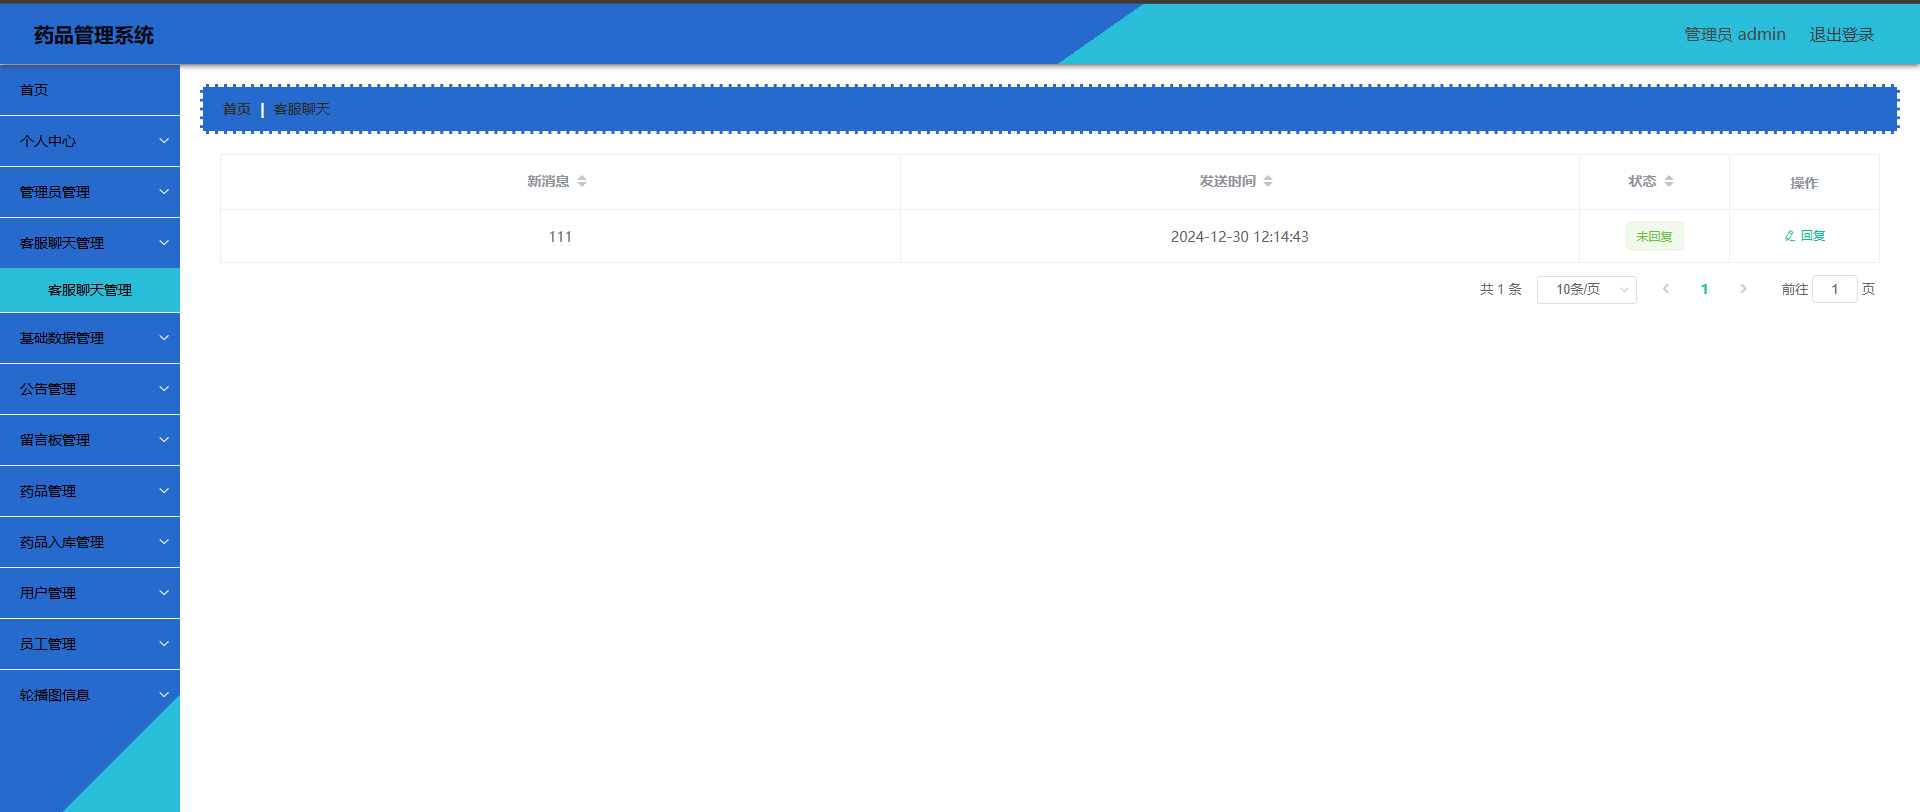 药品管理系统
管理员 admin 退出登录
首页
个人中心
管理员管理
客服聊天管理
客服聊天管理
基础数据管理
公告管理
留言板管理
药品管理
药品入库管理
用户管理
员工管理
轮播图信息
首页 | 客服聊天
新消息 发送时间 状态 操作
111 2024-12-30 12:14:43 未回复 回复
共 1 条 10条/页 1 前往 1 页